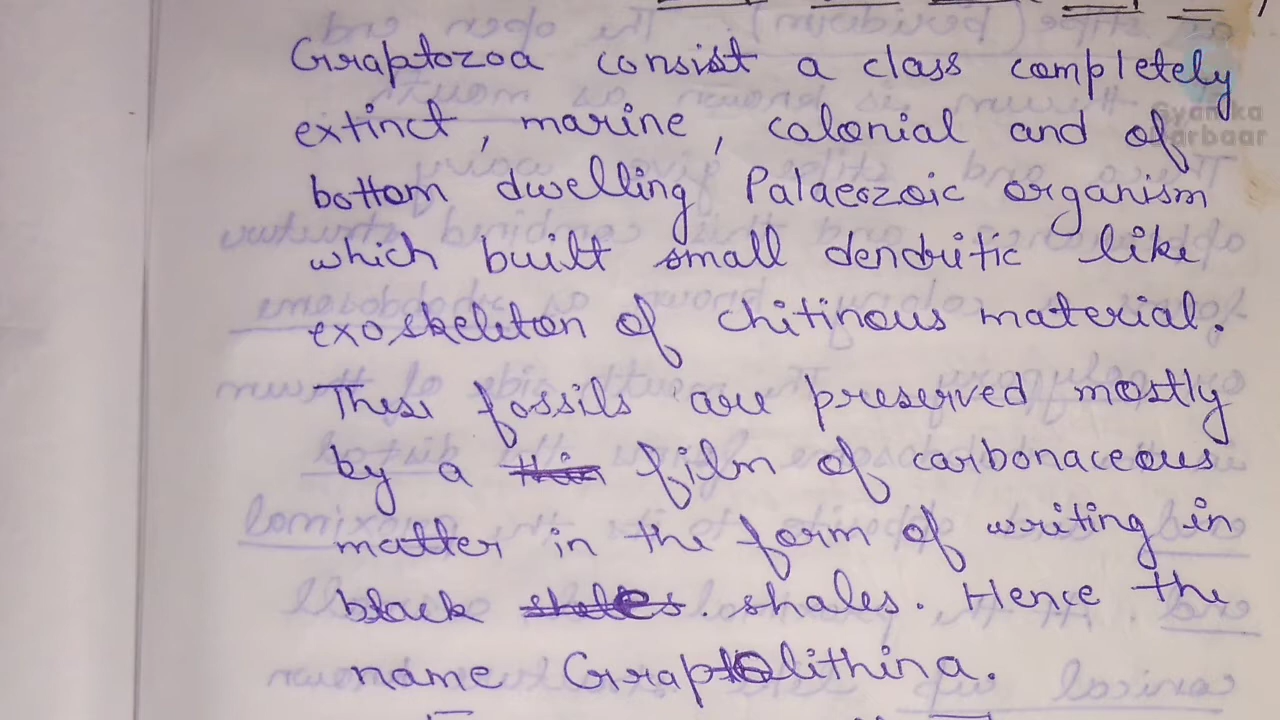 Graptozoa consist a class completely
extinct, marine, colonial and of
bottom dwelling Palaeozoic organism
which built small dendritic like
exoskeleton of chitinous material.
These fossils are preserved mostly
by a film of carbonaceous
matter in the form of writing in
black shales. Hence the
name Graptolithina.